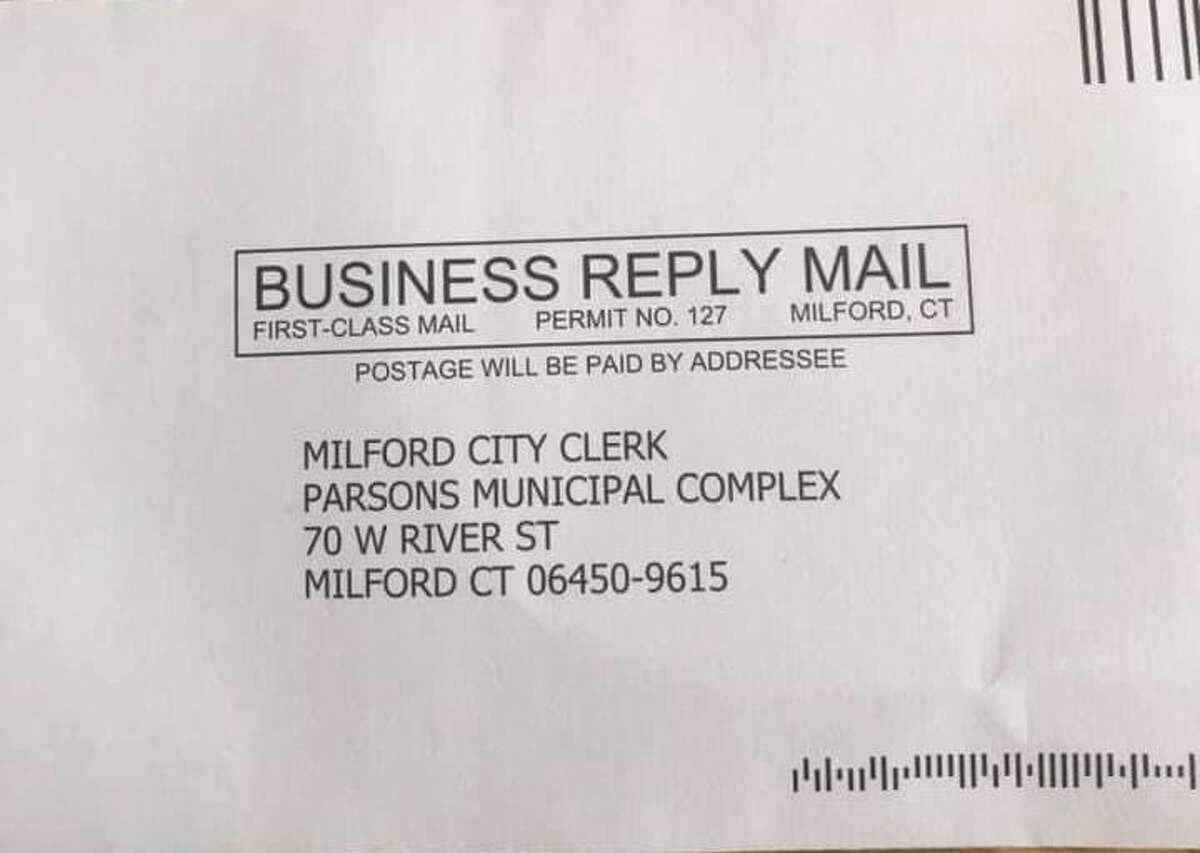 BUSINESS REPLY MAIL
FIRST-CLASS MAIL PERMIT NO. 127 MILFORD, CT
POSTAGE WILL BE PAID BY ADDRESSEE
MILFORD CITY CLERK
PARSONS MUNICIPAL COMPLEX
70 W RIVER ST
MILFORD CT 06450-9615